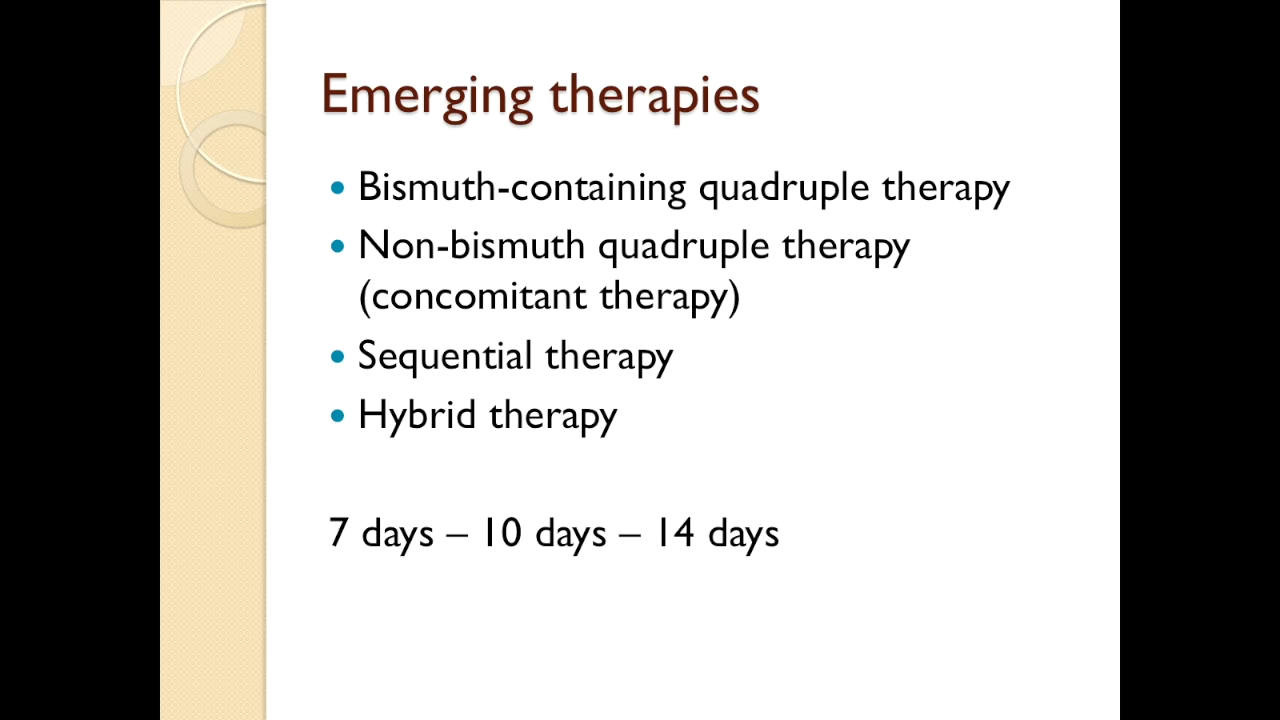 Emerging therapies
• Bismuth-containing quadruple therapy
• Non-bismuth quadruple therapy
(concomitant therapy)
• Sequential therapy
• Hybrid therapy
7 days – 10 days – 14 days